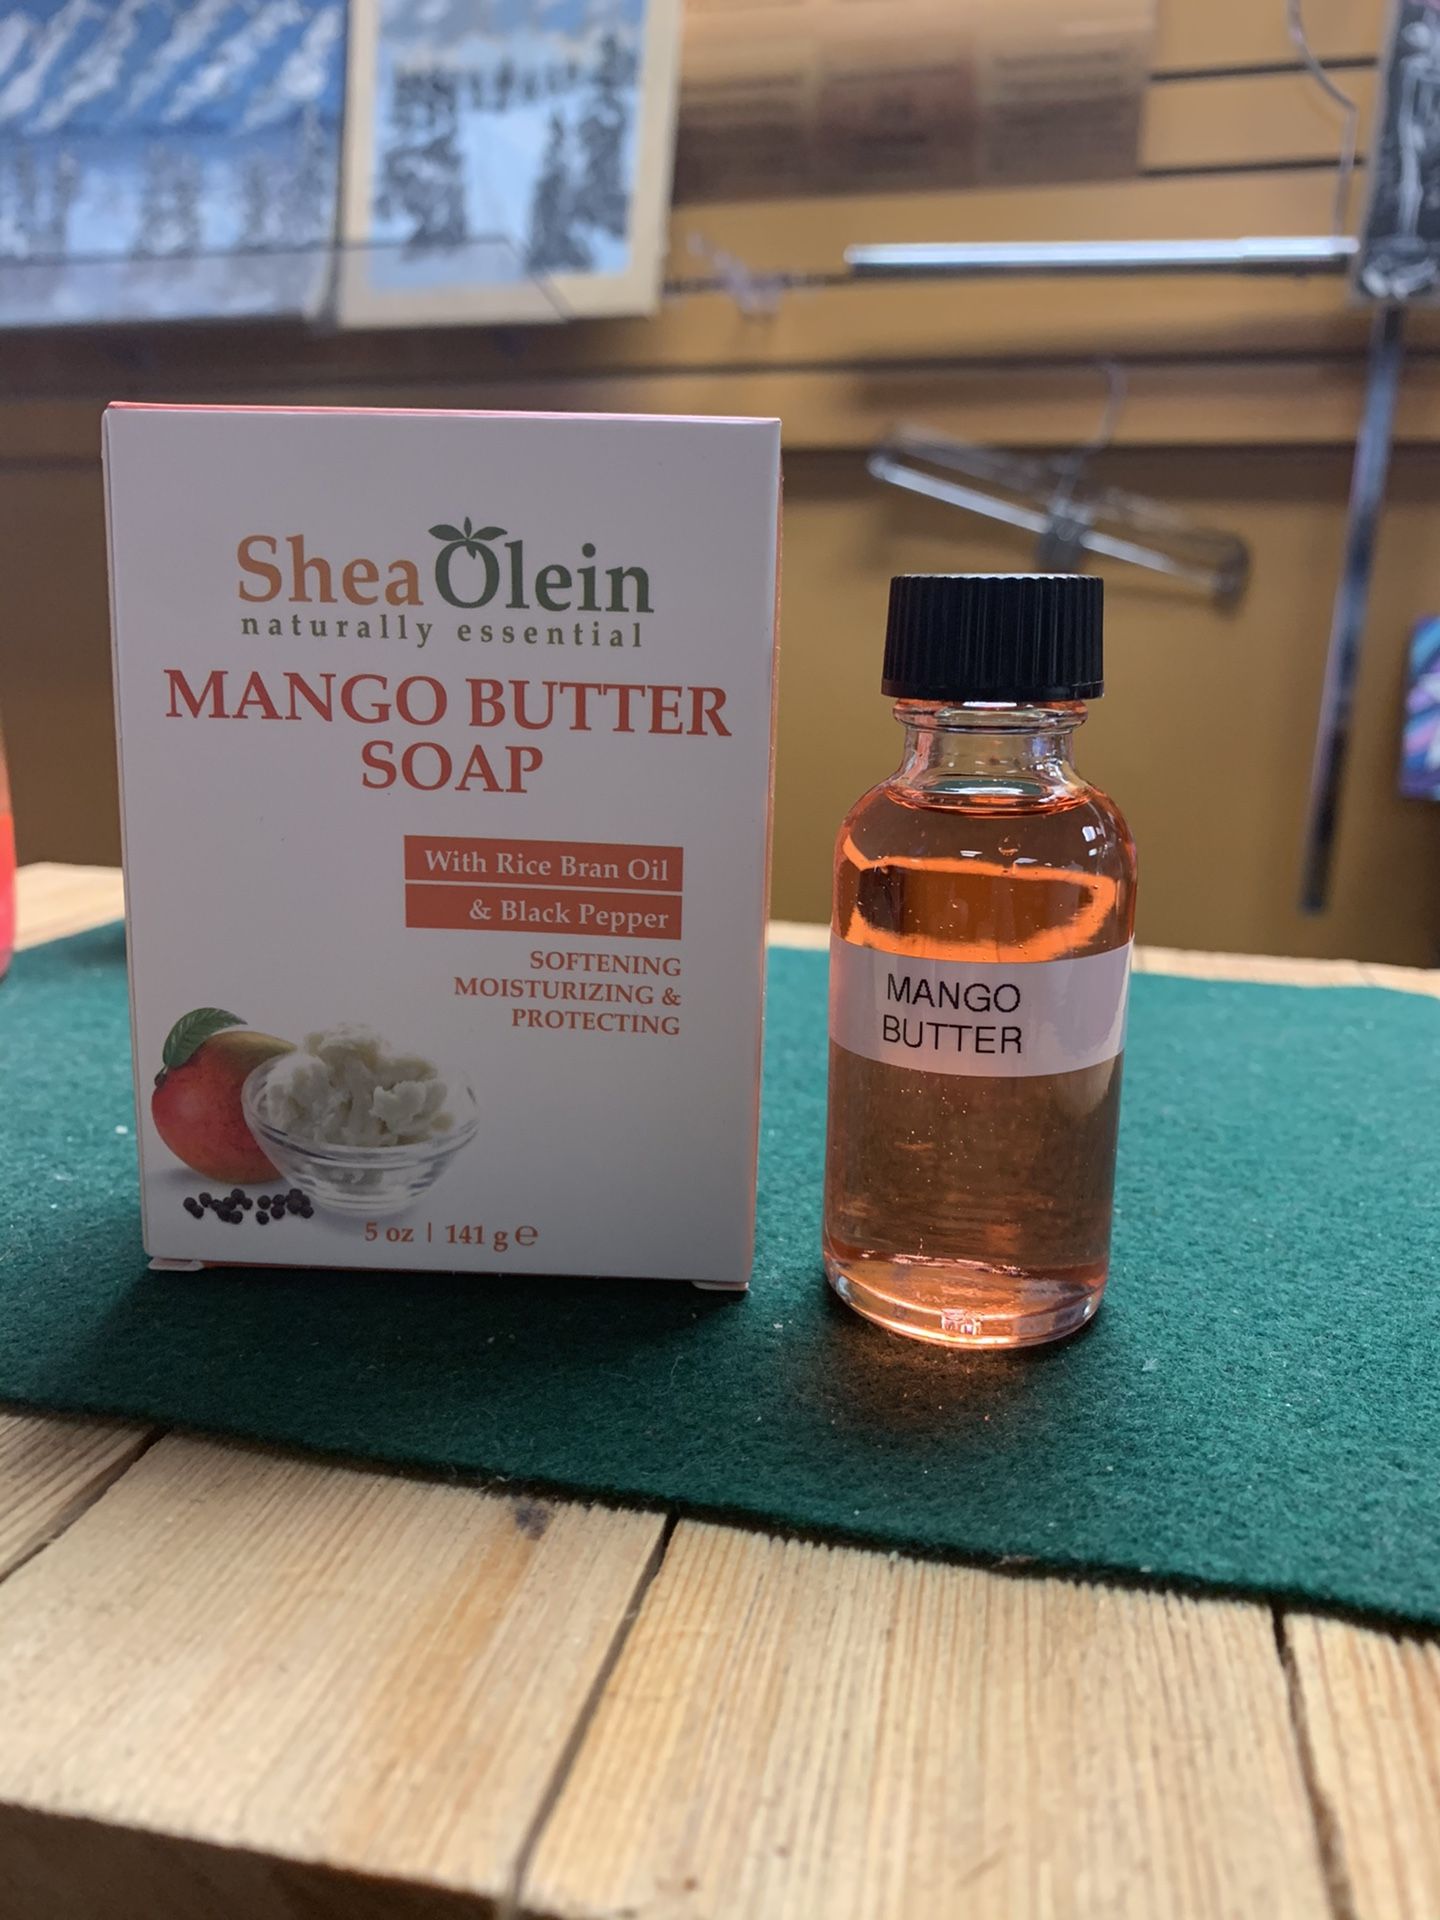 Shea Olein
naturally essential
MANGO BUTTER
SOAP
With Rice Bran Oil
& Black Pepper
SOFTENING
MOISTURIZING &
PROTECTING
5 oz | 141 g ℮
MANGO
BUTTER